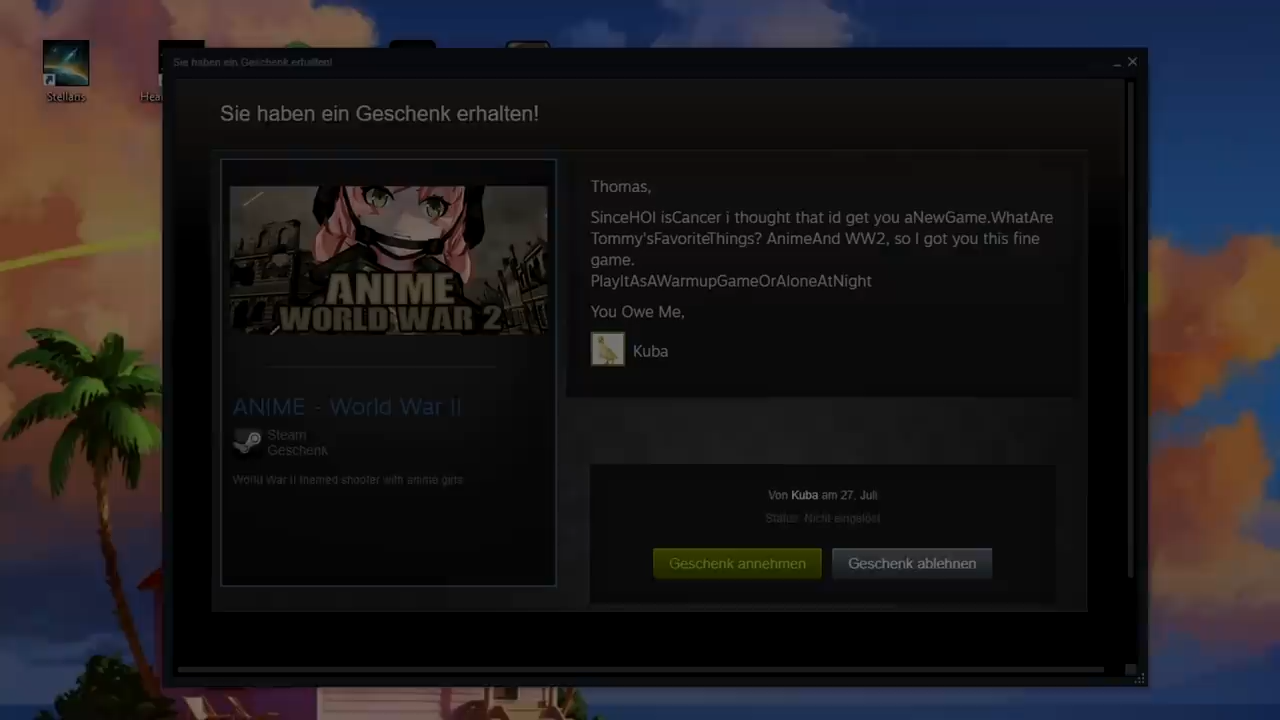 Stellaris
Hea
Sie haben ein Geschenk erhalten!
Sie haben ein Geschenk erhalten!
ANIME
WORLD WAR 2
ANIME - World War II
Steam
Geschenk
World War II themed shooter with anime girls
Thomas,
SinceHOI isCancer i thought that id get you aNewGame.WhatAre
Tommy'sFavoriteThings? AnimeAnd WW2, so I got you this fine
game.
PlayItAsAWarmupGameOrAloneAtNight
You Owe Me,
Kuba
Von Kuba am 27. Juli
Status: Nicht eingelöst
Geschenk annehmen
Geschenk ablehnen